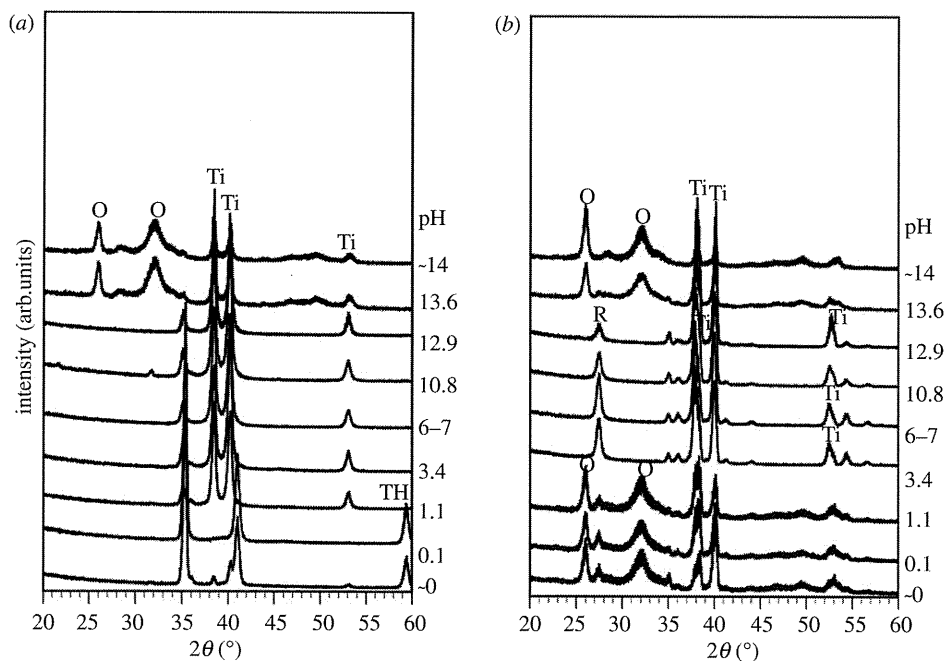 (a)
Ti
Ti
O
O
Ti
TH
pH
~14
13.6
12.9
10.8
6–7
3.4
1.1
0.1
~0
intensity (arb.units)
20 25 30 35 40 45 50 55 60
2θ (°)
(b)
O
O
Ti
Ti
R
Ti
Ti
Ti
Ti
O
O
pH
~14
13.6
12.9
10.8
6–7
3.4
1.1
0.1
~0
20 25 30 35 40 45 50 55 60
2θ (°)